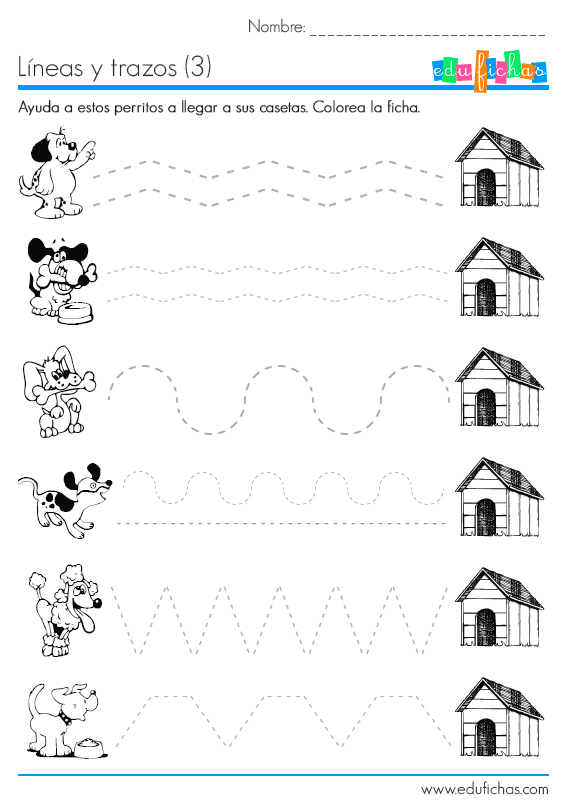 Nombre: ___________________________
Líneas y trazos (3)
edufichas
Ayuda a estos perritos a llegar a sus casetas. Colorea la ficha.
www.edufichas.com